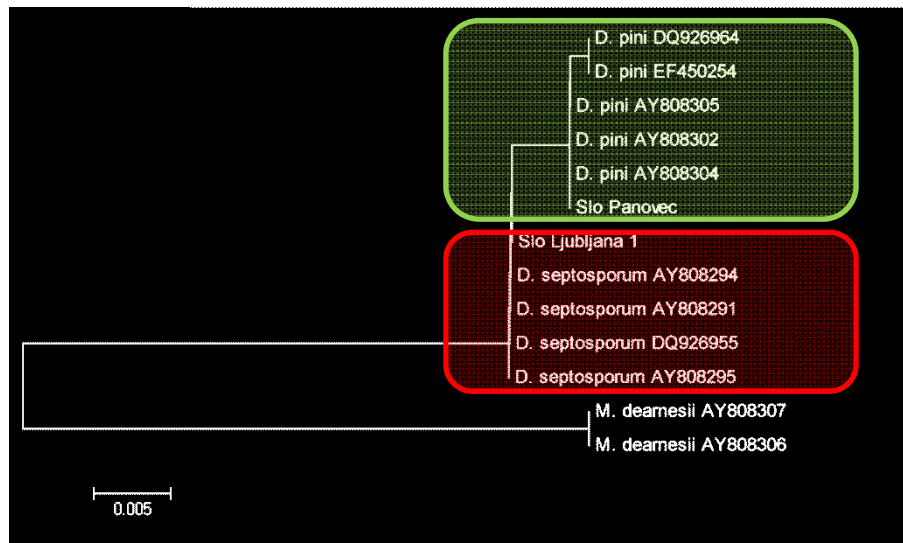 D. pini DQ926964
D. pini EF450254
D. pini AY808305
D. pini AY808302
D. pini AY808304
Slo Panovec
Slo Ljubljana 1
D. septosporum AY808294
D. septosporum AY808291
D. septosporum DQ926955
D. septosporum AY808295
M. dearnesii AY808307
M. dearnesii AY808306
0.005